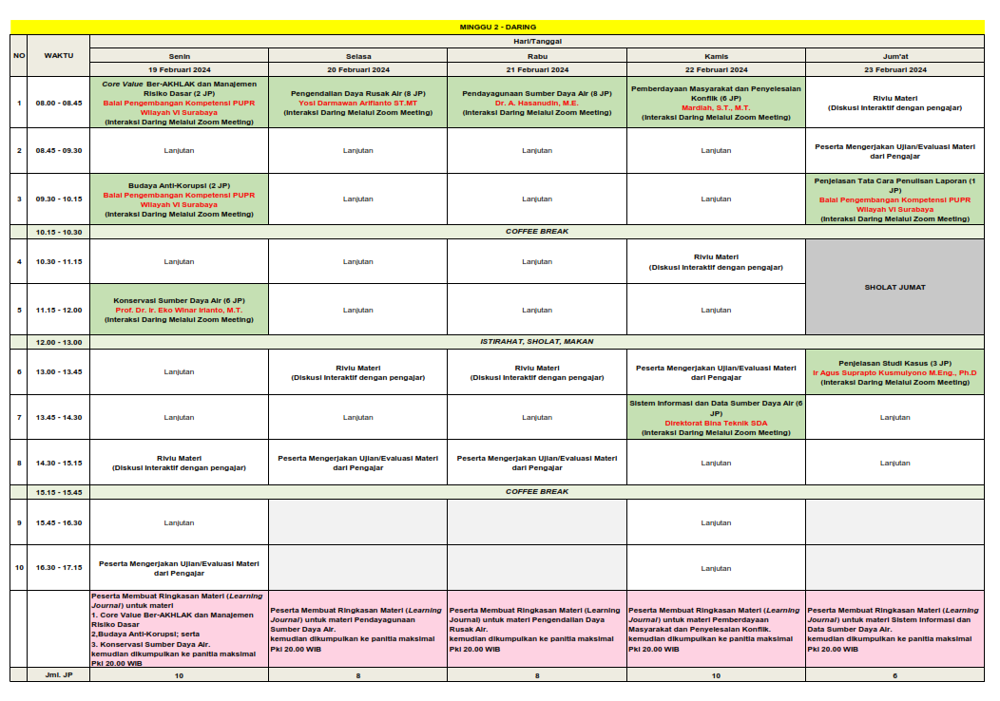 MINGGU 2 - DARING
NO
WAKTU
Hari/Tanggal
Senin
Selasa
Rabu
Kamis
Jum'at
19 Februari 2024
20 Februari 2024
21 Februari 2024
22 Februari 2024
23 Februari 2024
1
08.00 - 08.45
Core Value Ber-AKHLAK dan Manajemen
Risiko Dasar (2 JP)
Balai Pengembangan Kompetensi PUPR
Wilayah VI Surabaya
(Interaksi Daring Melalui Zoom Meeting)
Pengendalian Daya Rusak Air (8 JP)
Yosi Darmawan Arifianto ST.MT
(Interaksi Daring Melalui Zoom Meeting)
Pendayagunaan Sumber Daya Air (8 JP)
Dr. A. Hasanudin, M.E.
(Interaksi Daring Melalui Zoom Meeting)
Pemberdayaan Masyarakat dan Penyelesaian
Konflik (6 JP)
Mardiah, S.T., M.T.
(Interaksi Daring Melalui Zoom Meeting)
Riviu Materi
(Diskusi Interaktif dengan pengajar)
2
08.45 - 09.30
Lanjutan
Lanjutan
Lanjutan
Lanjutan
Peserta Mengerjakan Ujian/Evaluasi Materi
dari Pengajar
3
09.30 - 10.15
Budaya Anti-Korupsi (2 JP)
Balai Pengembangan Kompetensi PUPR
Wilayah VI Surabaya
(Interaksi Daring Melalui Zoom Meeting)
Lanjutan
Lanjutan
Lanjutan
Penjelasan Tata Cara Penulisan Laporan (1
JP)
Balai Pengembangan Kompetensi PUPR
Wilayah VI Surabaya
(Interaksi Daring Melalui Zoom Meeting)
10.15 - 10.30
COFFEE BREAK
4
10.30 - 11.15
Lanjutan
Lanjutan
Lanjutan
Riviu Materi
(Diskusi Interaktif dengan pengajar)
SHOLAT JUMAT
5
11.15 - 12.00
Konservasi Sumber Daya Air (6 JP)
Prof. Dr. Ir. Eko Winar Irianto, M.T.
(Interaksi Daring Melalui Zoom Meeting)
Lanjutan
Lanjutan
Lanjutan
12.00 - 13.00
ISTIRAHAT, SHOLAT, MAKAN
6
13.00 - 13.45
Lanjutan
Riviu Materi
(Diskusi Interaktif dengan pengajar)
Riviu Materi
(Diskusi Interaktif dengan pengajar)
Peserta Mengerjakan Ujian/Evaluasi Materi
dari Pengajar
Penjelasan Studi Kasus (3 JP)
Ir Agus Suprapto Kusmulyono M.Eng., Ph.D
(Interaksi Daring Melalui Zoom Meeting)
7
13.45 - 14.30
Lanjutan
Lanjutan
Lanjutan
Sistem Informasi dan Data Sumber Daya Air (6
JP)
Direktorat Bina Teknik SDA
(Interaksi Daring Melalui Zoom Meeting)
Lanjutan
8
14.30 - 15.15
Riviu Materi
(Diskusi Interaktif dengan pengajar)
Peserta Mengerjakan Ujian/Evaluasi Materi
dari Pengajar
Peserta Mengerjakan Ujian/Evaluasi Materi
dari Pengajar
Lanjutan
Lanjutan
15.15 - 15.45
COFFEE BREAK
9
15.45 - 16.30
Lanjutan
Lanjutan
10
16.30 - 17.15
Peserta Mengerjakan Ujian/Evaluasi Materi
dari Pengajar
Lanjutan
Peserta Membuat Ringkasan Materi (Learning
Journal) untuk materi
1. Core Value Ber-AKHLAK dan Manajemen
Risiko Dasar
2,Budaya Anti-Korupsi; serta
3. Konservasi Sumber Daya Air.
kemudian dikumpulkan ke panitia maksimal
Pkl 20.00 WIB
Peserta Membuat Ringkasan Materi (Learning
Journal) untuk materi Pendayagunaan
Sumber Daya Air.
kemudian dikumpulkan ke panitia maksimal
Pkl 20.00 WIB
Peserta Membuat Ringkasan Materi (Learning
Journal) untuk materi Pengendalian Daya
Rusak Air.
kemudian dikumpulkan ke panitia maksimal
Pkl 20.00 WIB
Peserta Membuat Ringkasan Materi (Learning
Journal) untuk materi Pemberdayaan
Masyarakat dan Penyelesaian Konflik.
kemudian dikumpulkan ke panitia maksimal
Pkl 20.00 WIB
Peserta Membuat Ringkasan Materi (Learning
Journal) untuk materi Sistem Informasi dan
Data Sumber Daya Air.
kemudian dikumpulkan ke panitia maksimal
Pkl 20.00 WIB
Jml. JP
10
8
8
10
6